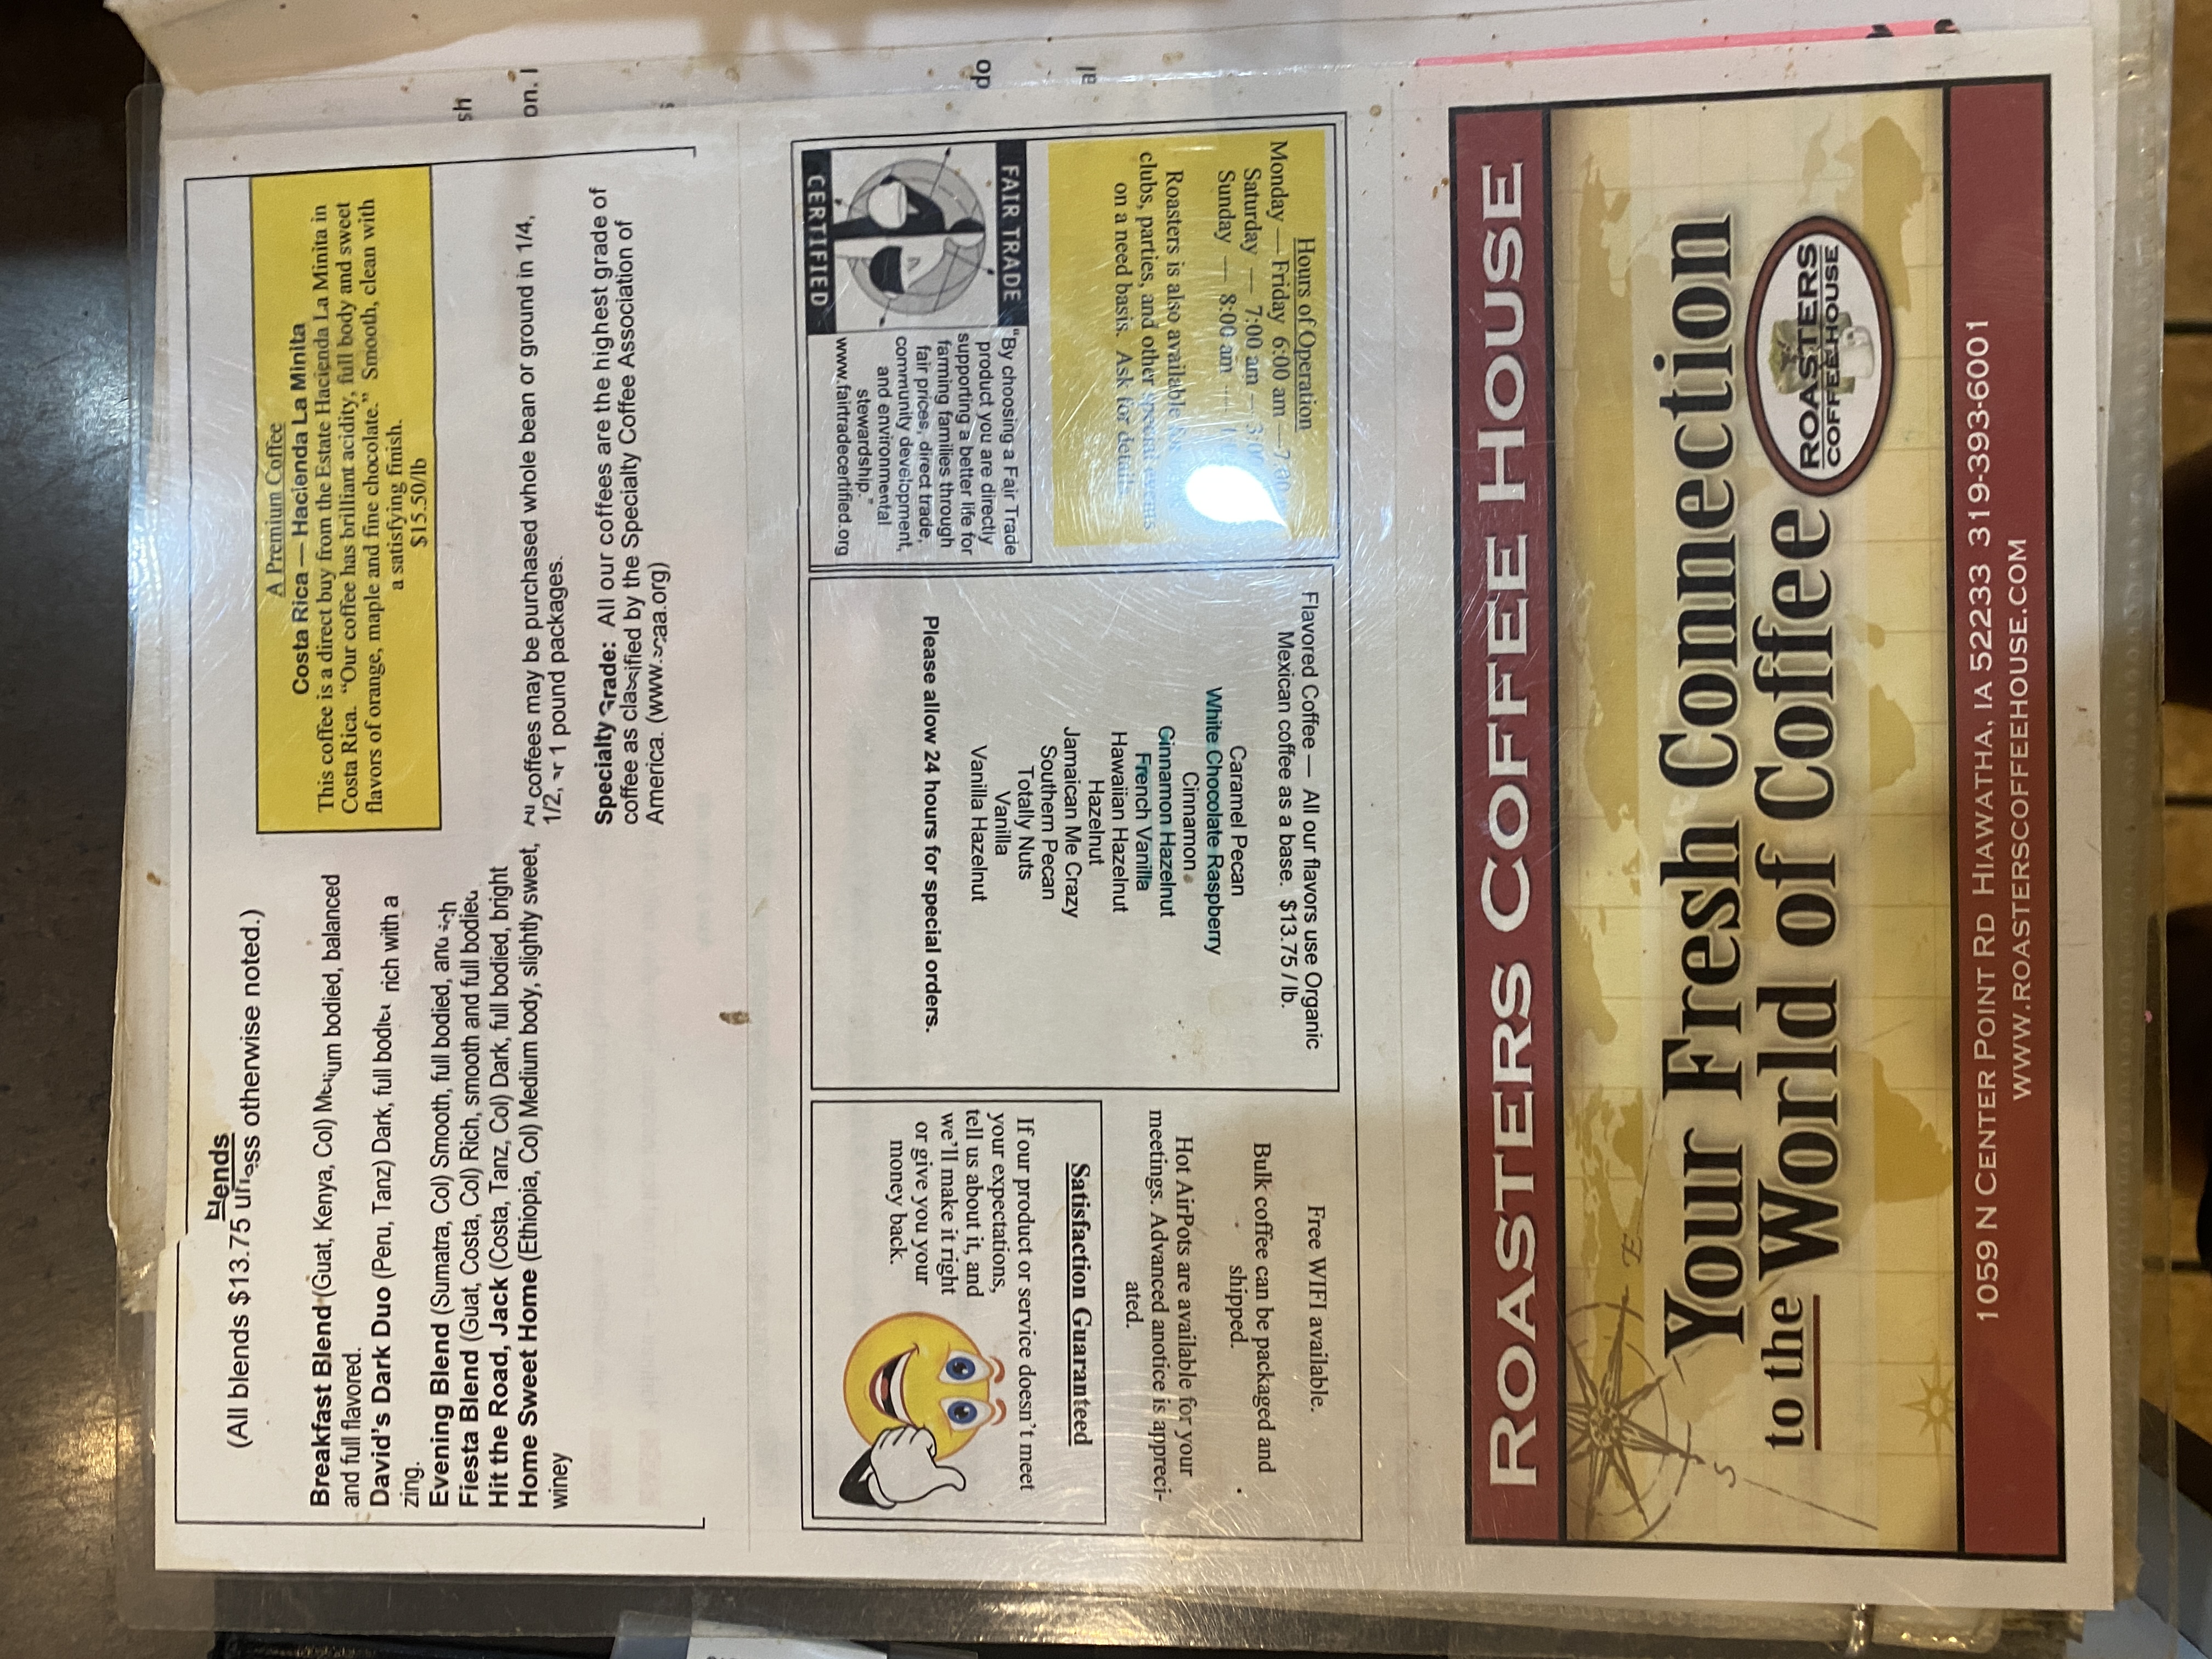 Blends
(All blends $13.75 unless otherwise noted.)
Breakfast Blend (Guat, Kenya, Col) Medium bodied, balanced
and full flavored.
David's Dark Duo (Peru, Tanz) Dark, full bodied rich with a
zing.
Evening Blend (Sumatra, Col) Smooth, full bodied, and rich
Fiesta Blend (Guat, Costa, Col) Rich, smooth and full bodied
Hit the Road, Jack (Costa, Tanz, Col) Dark, full bodied, bright
Home Sweet Home (Ethiopia, Col) Medium body, slightly sweet,
winey
A Premium Coffee
Costa Rica — Hacienda La Minita
This coffee is a direct buy from the Estate Hacienda La Minita in
Costa Rica. "Our coffee has brilliant acidity, full body and sweet
flavors of orange, maple and fine chocolate." Smooth, clean with
a satisfying finish.
$15.50/lb
All coffees may be purchased whole bean or ground in 1/4,
1/2, or 1 pound packages.
Specialty Grade: All our coffees are the highest grade of
coffee as classified by the Specialty Coffee Association of
America. (www.scaa.org)
sh
on. I
do
al
Hours of Operation
Monday — Friday 6:00 am —7:00
Saturday — 7:00 am — 3:00
Sunday — 8:00 am —
Roasters is also available for
clubs, parties, and other special events
on a need basis. Ask for details
FAIR TRADE
CERTIFIED
"By choosing a Fair Trade
product you are directly
supporting a better life for
farming families through
fair prices, direct trade,
community development,
and environmental
stewardship."
www.fairtradecertified.org
Flavored Coffee — All our flavors use Organic
Mexican coffee as a base. $13.75 / lb.
Caramel Pecan
White Chocolate Raspberry
Cinnamon
Cinnamon Hazelnut
French Vanilla
Hawaiian Hazelnut
Hazelnut
Jamaican Me Crazy
Southern Pecan
Totally Nuts
Vanilla
Vanilla Hazelnut
Please allow 24 hours for special orders.
Free WIFI available.
Bulk coffee can be packaged and
shipped.
Hot AirPots are available for your
meetings. Advanced anotice is appreci-
ated.
Satisfaction Guaranteed
If our product or service doesn't meet
your expectations,
tell us about it, and
we'll make it right
or give you your
money back.
ROASTERS COFFEE HOUSE
E
S
Your Fresh Connection
to the World of Coffee
ROASTERS
COFFEE HOUSE
1059 N CENTER POINT RD HIAWATHA, IA 52233 319-393-6001
WWW.ROASTERSCOFFEEHOUSE.COM